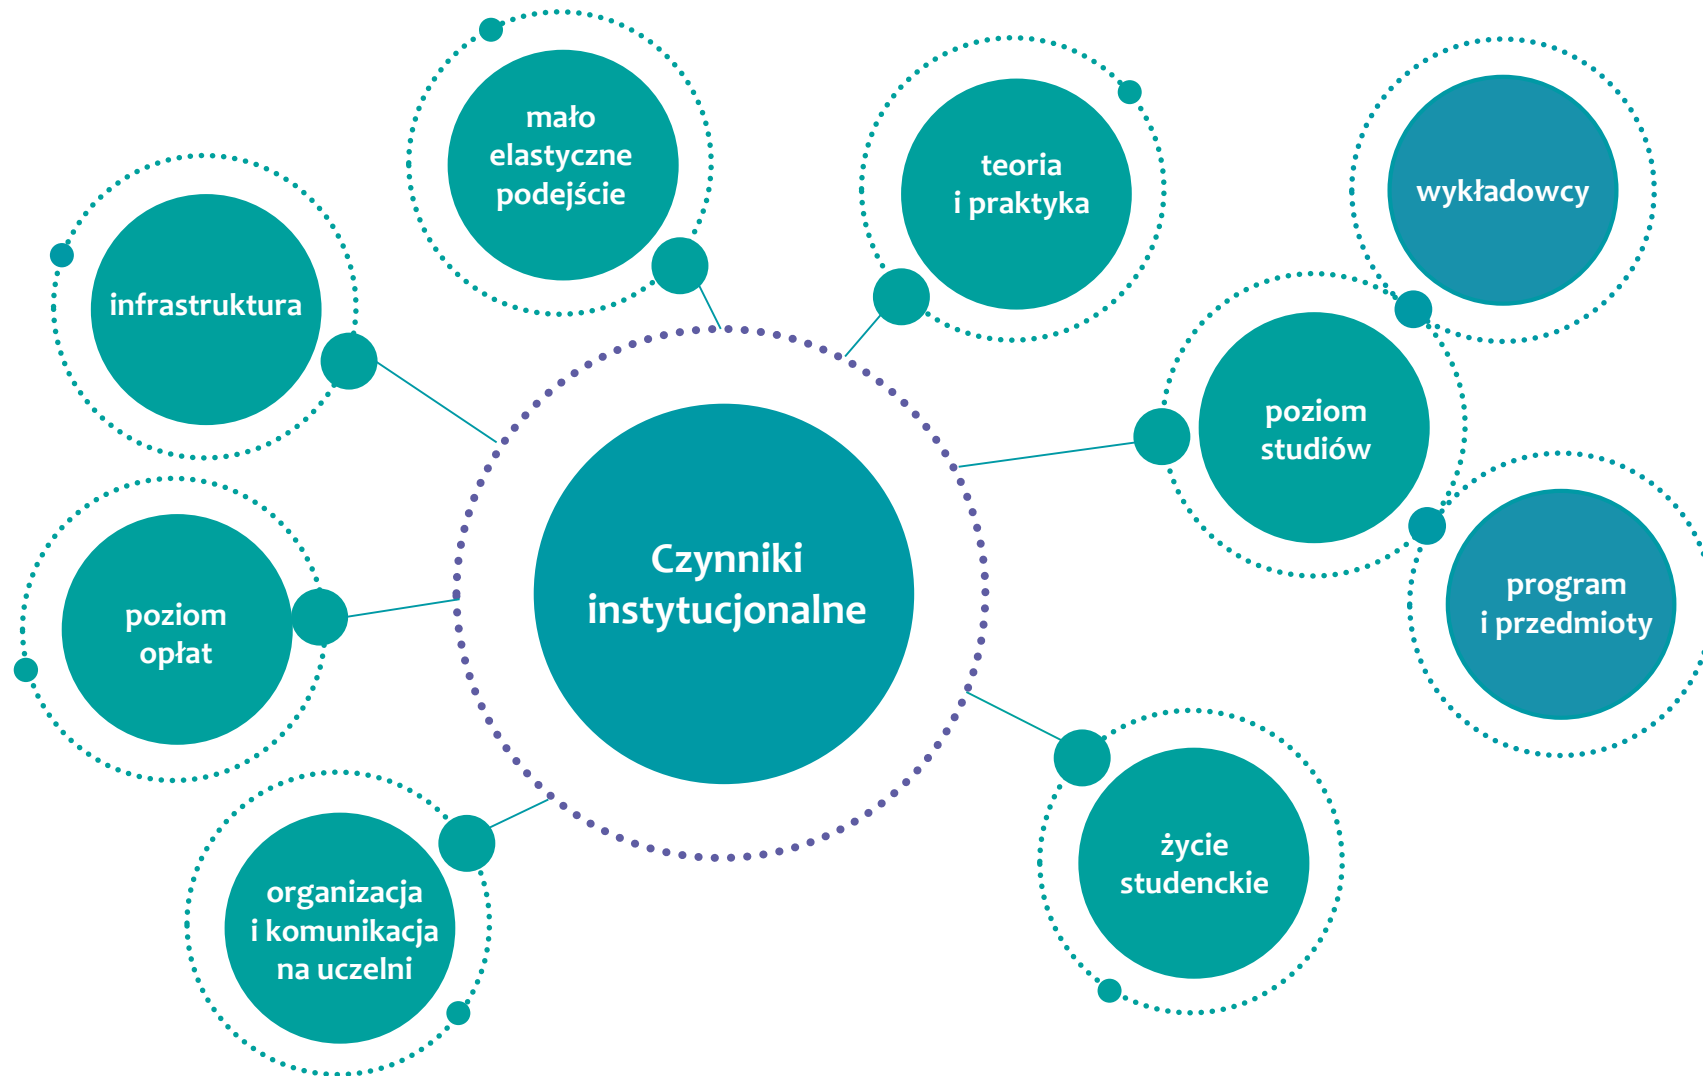 mało
elastyczne
podejście
teoria
i praktyka
wykładowcy
infrastruktura
poziom
studiów
Czynniki
instytucjonalne
program
i przedmioty
poziom
opłat
życie
studenckie
organizacja
i komunikacja
na uczelni